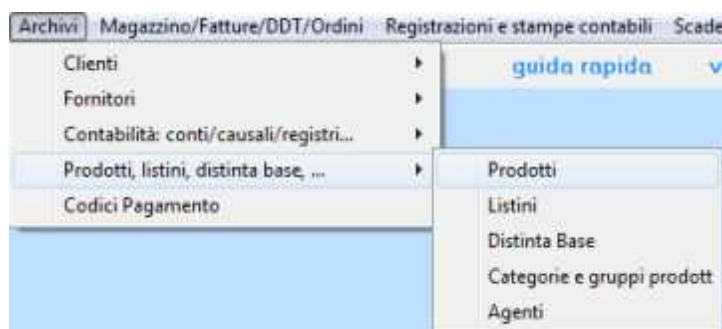 Archivi Magazzino/Fatture/DDT/Ordini Registrazioni e stampe contabili Scade
guida rapida v
Clienti
Fornitori
Contabilità: conti/causali/registri...
Prodotti, listini, distinta base, ...
Codici Pagamento
Prodotti
Listini
Distinta Base
Categorie e gruppi prodott
Agenti